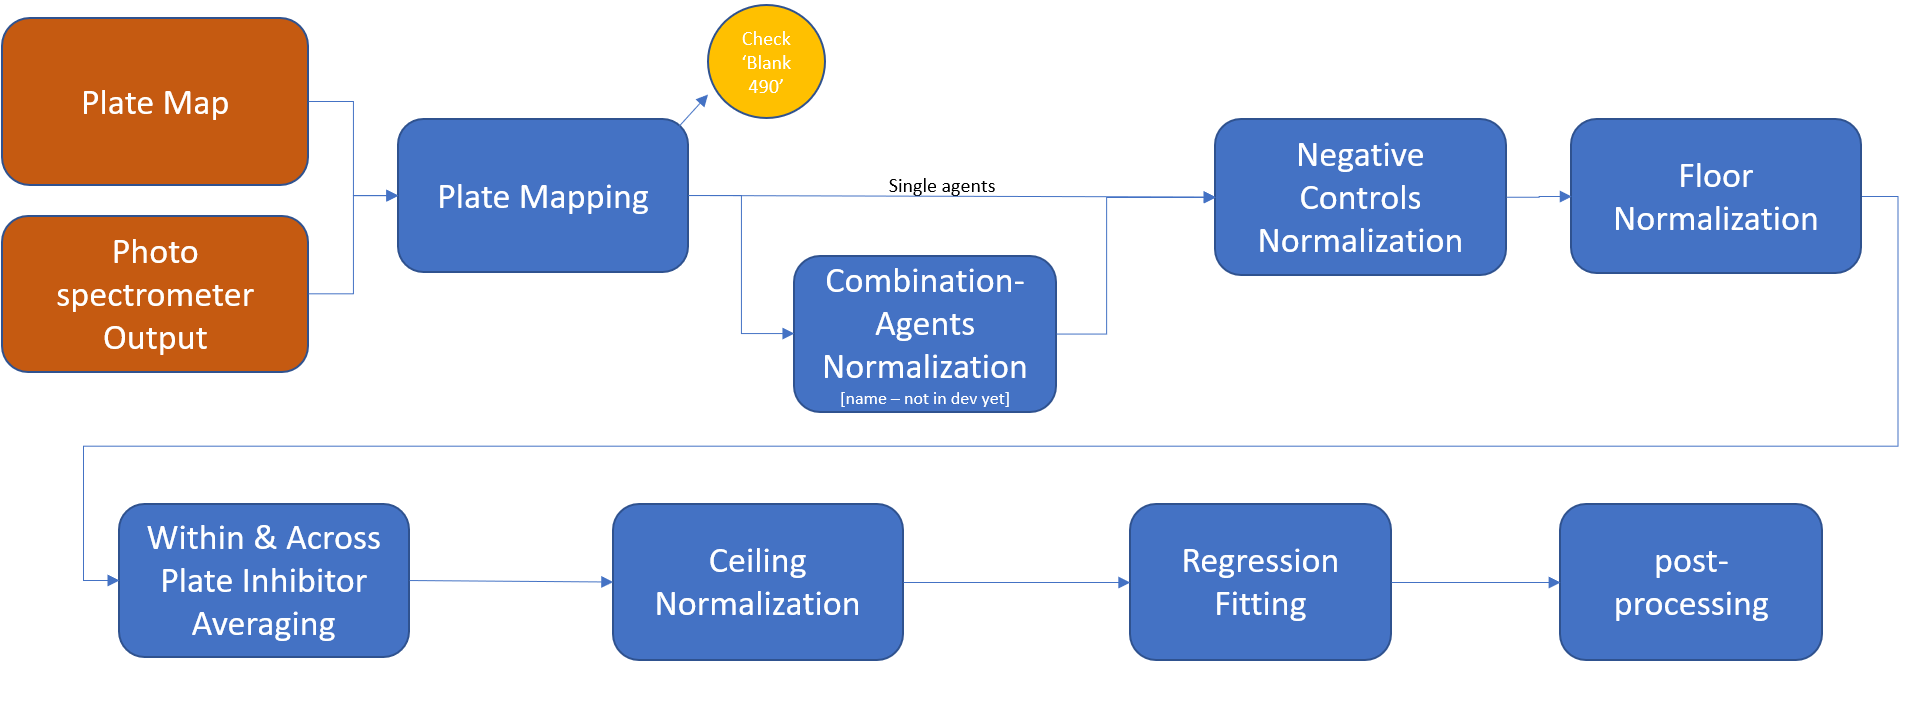 Plate Map
Photo
spectrometer
Output
Plate Mapping
Check
‘Blank
490’
Single agents
Combination-
Agents
Normalization
[name – not in dev yet]
Negative
Controls
Normalization
Floor
Normalization
Within & Across
Plate Inhibitor
Averaging
Ceiling
Normalization
Regression
Fitting
post-
processing